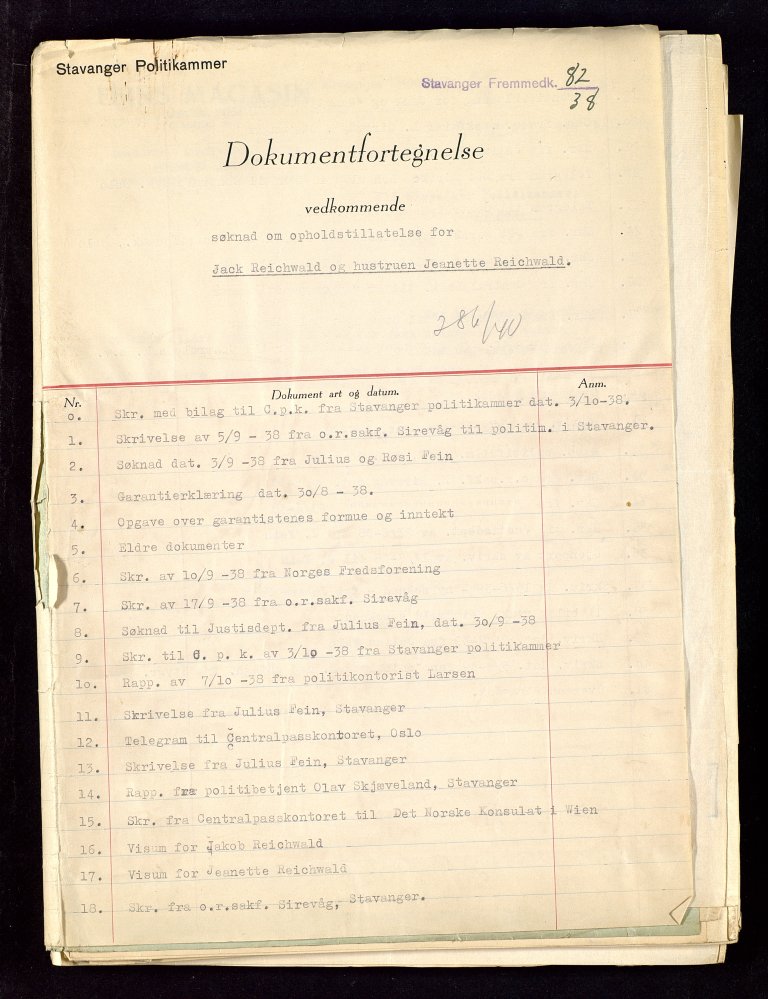 Stavanger Politikammer
Stavanger Fremmedk. 82
38
Dokumentfortegnelse
vedkommende
søknad om opholdstillatelse for
Jack Reichwald og hustruen Jeanette Reichwald.
286/40
Nr. Dokument art og datum. Anm.
o. Skr. med bilag til C.p.k. fra Stavanger politikammer dat. 3/1o-38.
1. Skrivelse av 5/9 - 38 fra o.r.sakf. Sirevåg til politim. i Stavanger.
2. Søknad dat. 3/9 -38 fra Julius og Røsi Fein
3. Garantierklæring dat. 3o/8 - 38.
4. Opgave over garantistenes formue og inntekt
5. Eldre dokumenter
6. Skr. av 1o/9 -38 fra Norges Fredsforening
7. Skr. av 17/9 -38 fra o.r.sakf. Sirevåg
8. Søknad til Justisdept. fra Julius Fein, dat. 3o/9 -38
9. Skr. til C. p. k. av 3/1o -38 fra Stavanger politikammer
1o. Rapp. av 7/1o -38 fra politikontorist Larsen
11. Skrivelse fra Julius Fein, Stavanger
12. Telegram til Centralpasskontoret, Oslo
13. Skrivelse fra Julius Fein, Stavanger
14. Rapp. fra politibetjent Olav Skjæveland, Stavanger
15. Skr. fra Centralpasskontoret til Det Norske Konsulat i Wien
16. Visum for Jakob Reichwald
17. Visum for Jeanette Reichwald
18. Skr. fra o.r.sakf. Sirevåg, Stavanger.